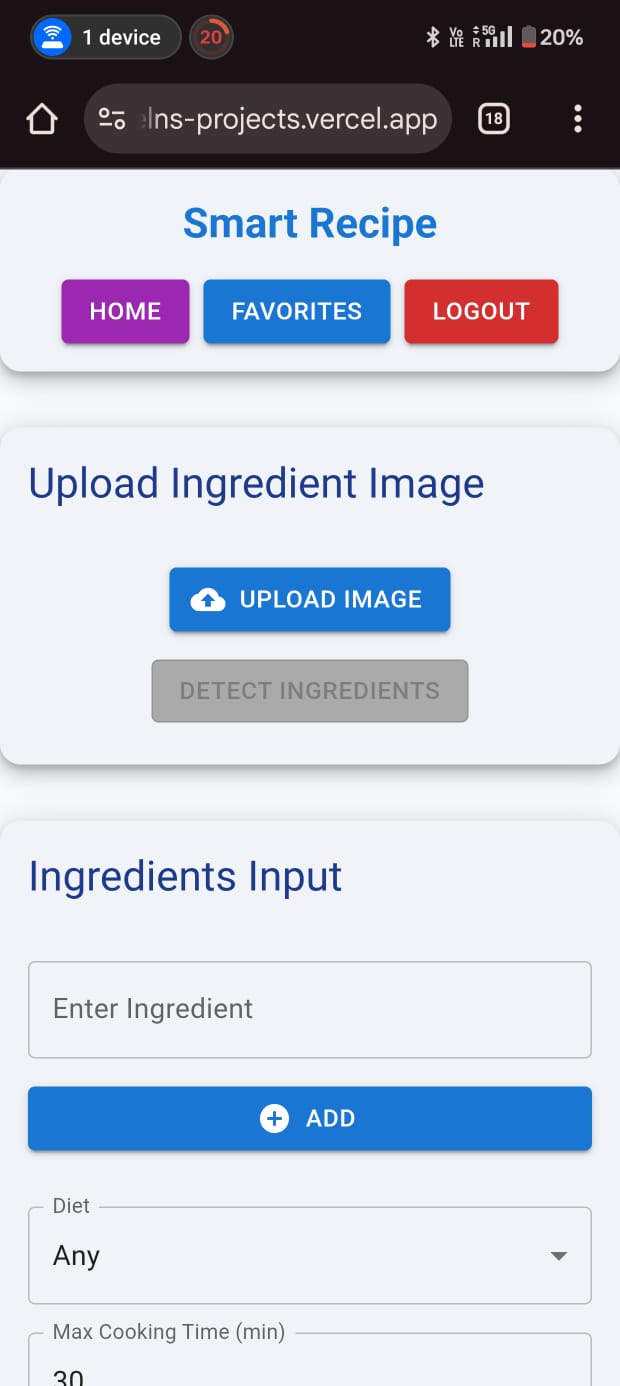 1 device 20 Vo LTE 5G R 20%
lns-projects.vercel.app 18
Smart Recipe
HOME FAVORITES LOGOUT
Upload Ingredient Image
UPLOAD IMAGE
DETECT INGREDIENTS
Ingredients Input
Enter Ingredient
ADD
Diet
Any
Max Cooking Time (min)
30